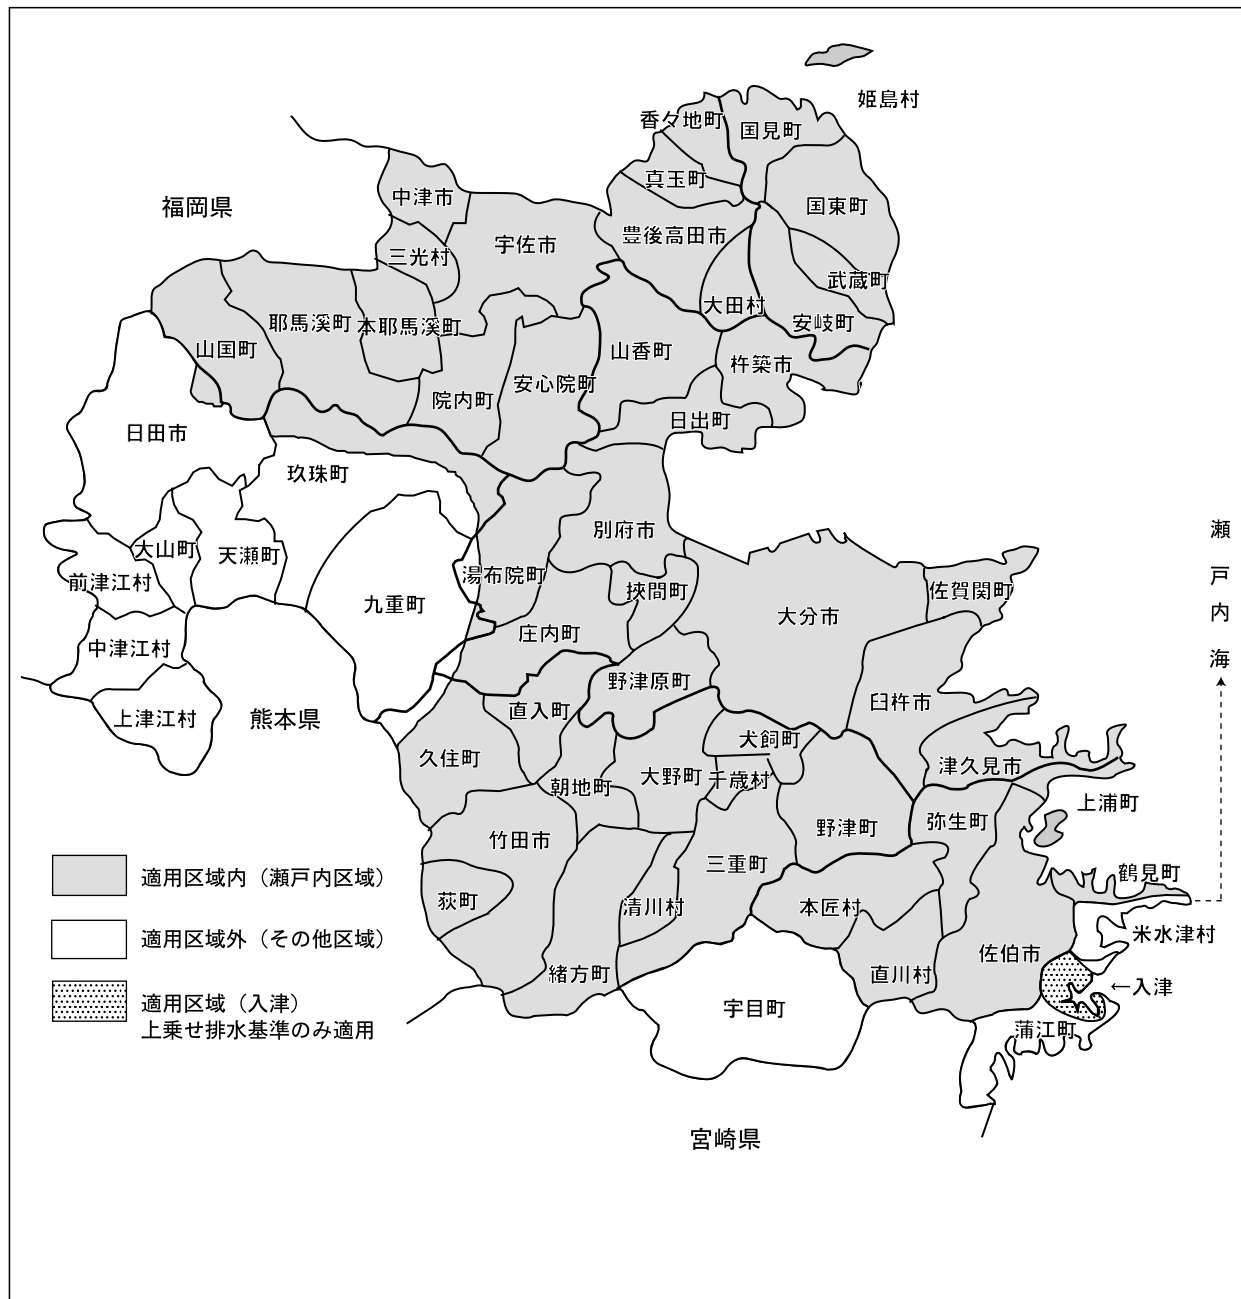 姫島村
香々地町
国見町
真玉町
中津市
福岡県
国東町
豊後高田市
宇佐市
三光村
武蔵町
大田村
安岐町
耶馬溪町
本耶馬溪町
山国町
山香町
杵築市
安心院町
院内町
日出町
日田市
玖珠町
別府市
瀬戸内海
大山町
天瀬町
湯布院町
前津江村
挾間町
佐賀関町
九重町
大分市
庄内町
中津江村
野津原町
臼杵市
直入町
上津江村
熊本県
犬飼町
久住町
津久見市
大野町
千歳村
朝地町
上浦町
弥生町
野津町
竹田市
三重町
鶴見町
適用区域内（瀬戸内区域）
荻町
清川村
本匠村
米水津村
適用区域外（その他区域）
佐伯市
緒方町
直川村
←入津
適用区域（入津）
上乗せ排水基準のみ適用
宇目町
蒲江町
宮崎県